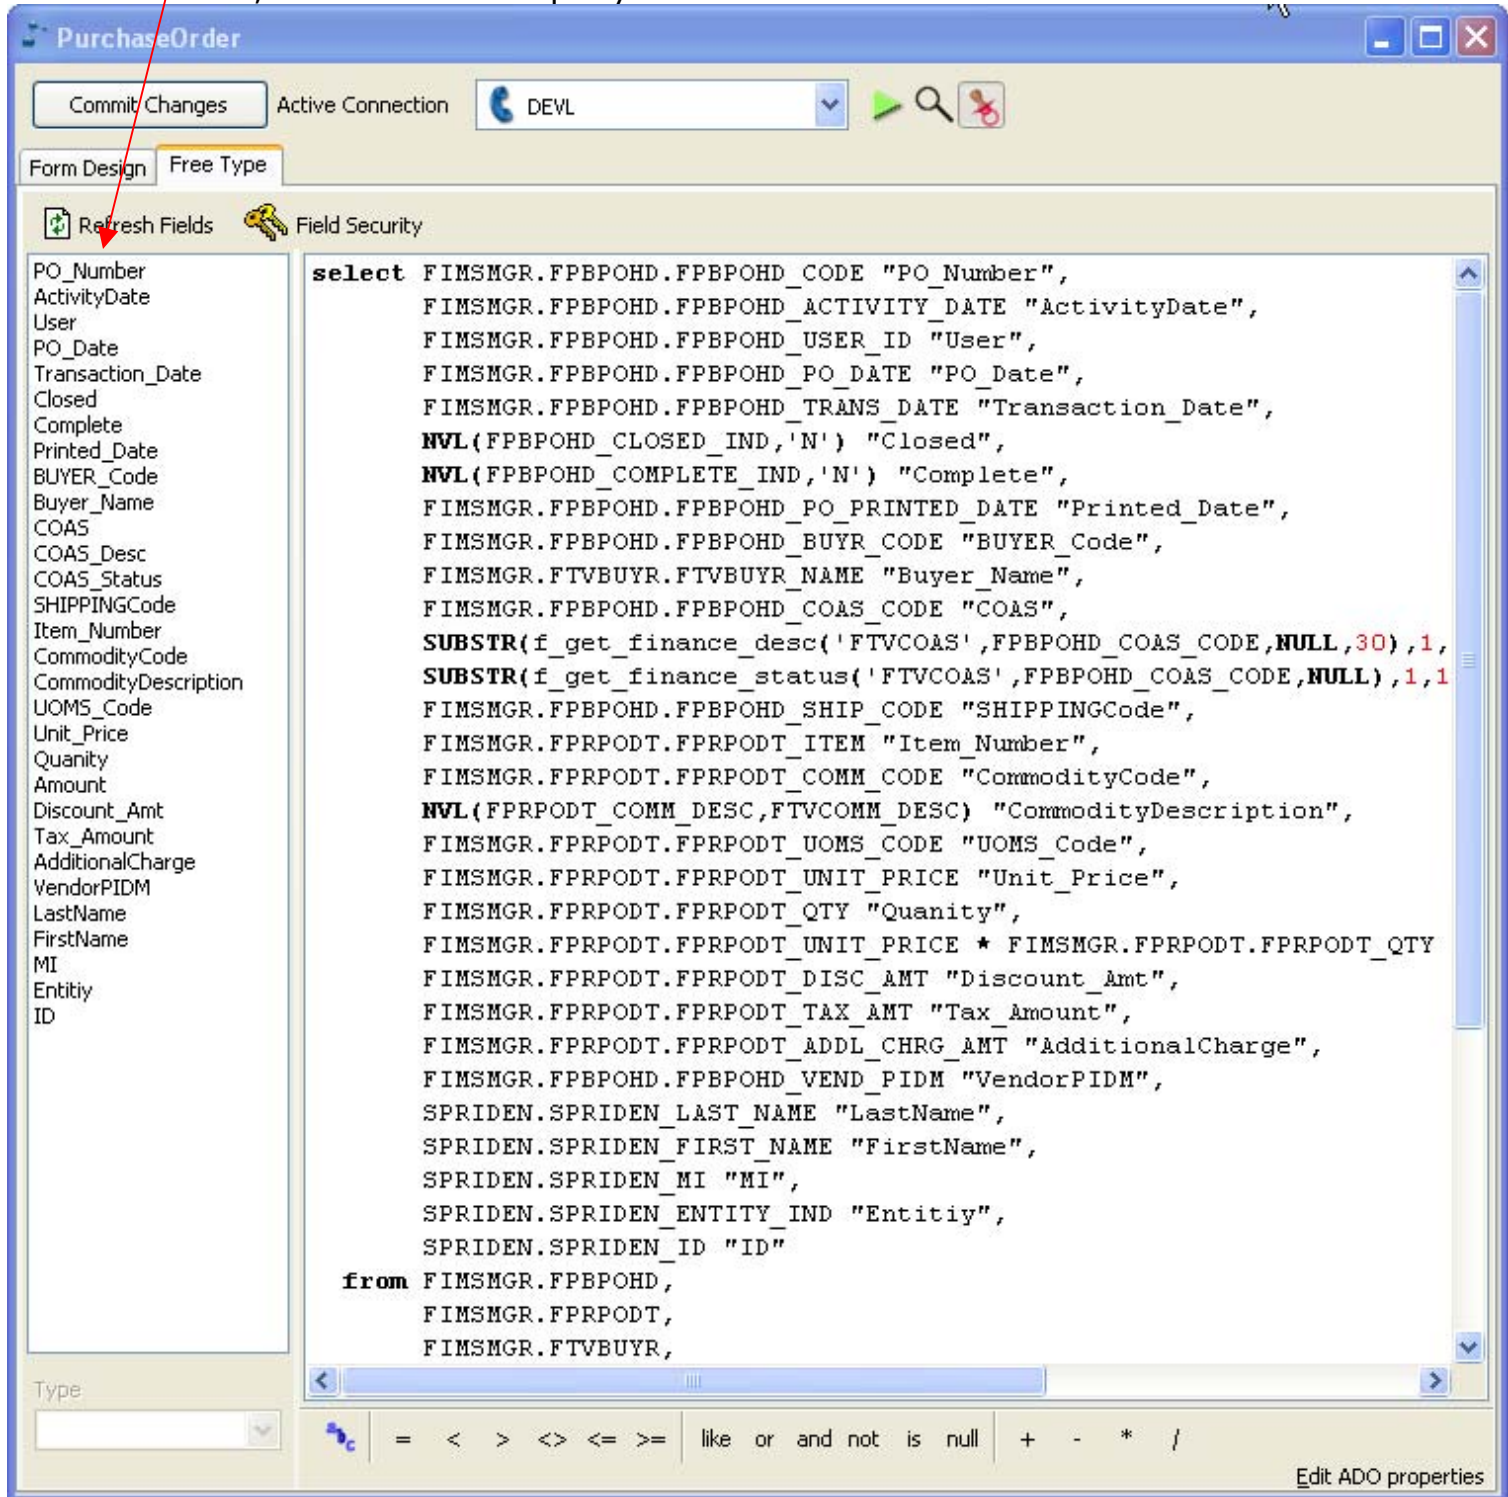 PurchaseOrder
Commit Changes Active Connection DEVL
Form Design Free Type
Refresh Fields Field Security
PO_Number
ActivityDate
User
PO_Date
Transaction_Date
Closed
Complete
Printed_Date
BUYER_Code
Buyer_Name
COAS
COAS_Desc
COAS_Status
SHIPPINGCode
Item_Number
CommodityCode
CommodityDescription
UOMS_Code
Unit_Price
Quanity
Amount
Discount_Amt
Tax_Amount
AdditionalCharge
VendorPIDM
LastName
FirstName
MI
Entitiy
ID
select FIMSMGR.FPBPOHD.FPBPOHD_CODE "PO_Number",
FIMSMGR.FPBPOHD.FPBPOHD_ACTIVITY_DATE "ActivityDate",
FIMSMGR.FPBPOHD.FPBPOHD_USER_ID "User",
FIMSMGR.FPBPOHD.FPBPOHD_PO_DATE "PO_Date",
FIMSMGR.FPBPOHD.FPBPOHD_TRANS_DATE "Transaction_Date",
NVL(FPBPOHD_CLOSED_IND,'N') "Closed",
NVL(FPBPOHD_COMPLETE_IND,'N') "Complete",
FIMSMGR.FPBPOHD.FPBPOHD_PO_PRINTED_DATE "Printed_Date",
FIMSMGR.FPBPOHD.FPBPOHD_BUYR_CODE "BUYER_Code",
FIMSMGR.FTVBUYR.FTVBUYR_NAME "Buyer_Name",
FIMSMGR.FPBPOHD.FPBPOHD_COAS_CODE "COAS",
SUBSTR(f_get_finance_desc('FTVCOAS',FPBPOHD_COAS_CODE,NULL,30),1,
SUBSTR(f_get_finance_status('FTVCOAS',FPBPOHD_COAS_CODE,NULL),1,1
FIMSMGR.FPBPOHD.FPBPOHD_SHIP_CODE "SHIPPINGCode",
FIMSMGR.FPRPODT.FPRPODT_ITEM "Item_Number",
FIMSMGR.FPRPODT.FPRPODT_COMM_CODE "CommodityCode",
NVL(FPRPODT_COMM_DESC,FTVCOMM_DESC) "CommodityDescription",
FIMSMGR.FPRPODT.FPRPODT_UOMS_CODE "UOMS_Code",
FIMSMGR.FPRPODT.FPRPODT_UNIT_PRICE "Unit_Price",
FIMSMGR.FPRPODT.FPRPODT_QTY "Quanity",
FIMSMGR.FPRPODT.FPRPODT_UNIT_PRICE * FIMSMGR.FPRPODT.FPRPODT_QTY
FIMSMGR.FPRPODT.FPRPODT_DISC_AMT "Discount_Amt",
FIMSMGR.FPRPODT.FPRPODT_TAX_AMT "Tax_Amount",
FIMSMGR.FPRPODT.FPRPODT_ADDL_CHRG_AMT "AdditionalCharge",
FIMSMGR.FPBPOHD.FPBPOHD_VEND_PIDM "VendorPIDM",
SPRIDEN.SPRIDEN_LAST_NAME "LastName",
SPRIDEN.SPRIDEN_FIRST_NAME "FirstName",
SPRIDEN.SPRIDEN_MI "MI",
SPRIDEN.SPRIDEN_ENTITY_IND "Entitiy",
SPRIDEN.SPRIDEN_ID "ID"
from FIMSMGR.FPBPOHD,
FIMSMGR.FPRPODT,
FIMSMGR.FTVBUYR,
Type
abc = < > <> <= >= like or and not is null + - * /
Edit ADO properties